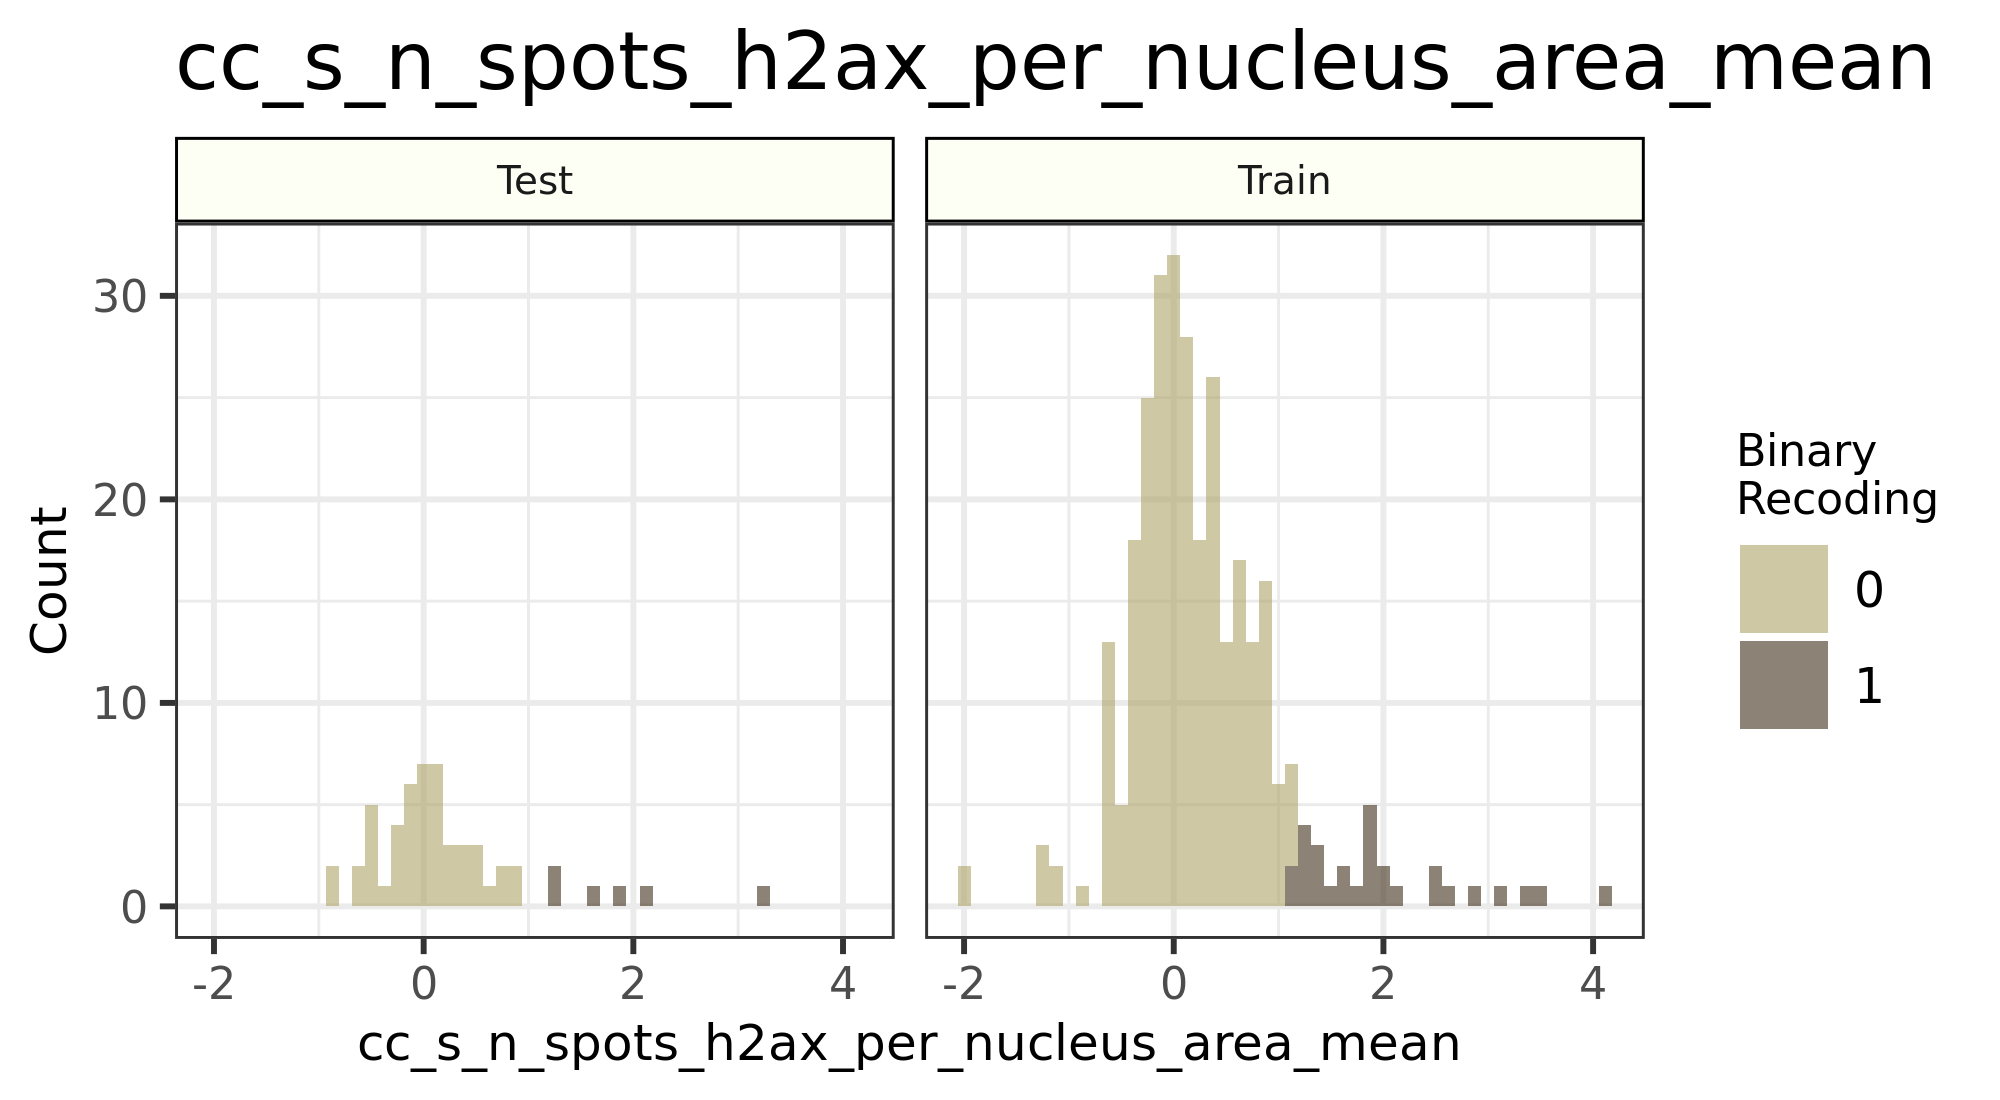 cc_s_n_spots_h2ax_per_nucleus_area_mean
Test
Train
30
20
10
0
Count
-2 0 2 4
-2 0 2 4
cc_s_n_spots_h2ax_per_nucleus_area_mean
Binary
Recoding
0
1